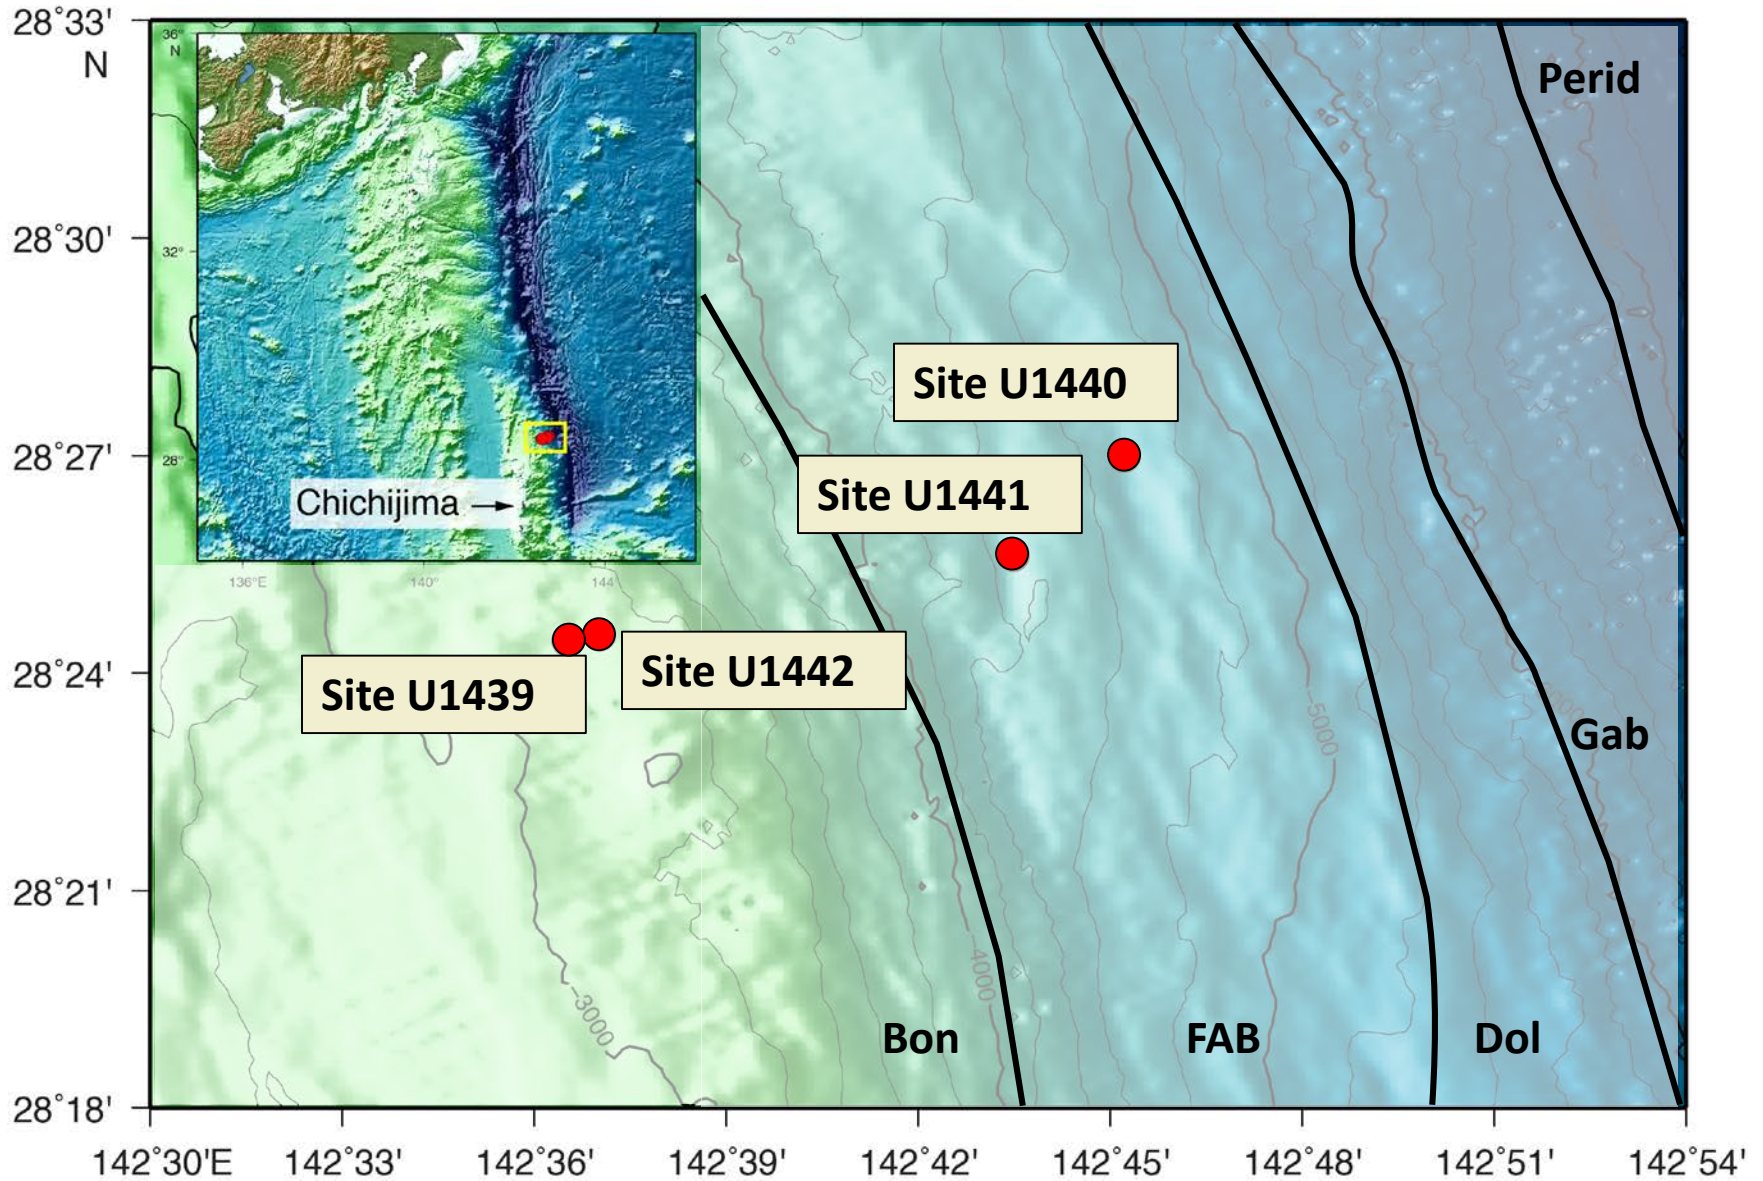 28°33'
N
36°
N
Perid
28°30'
32°
Site U1440
28°27'
28°
Site U1441
Chichijima
136°E
140°
144
28°24'
Site U1442
Site U1439
-5000
Gab
28°21'
-4000
-3000
Bon
FAB
Dol
28°18'
142°30'E
142°33'
142°36'
142°39'
142°42'
142°45'
142°48'
142°51'
142°54'